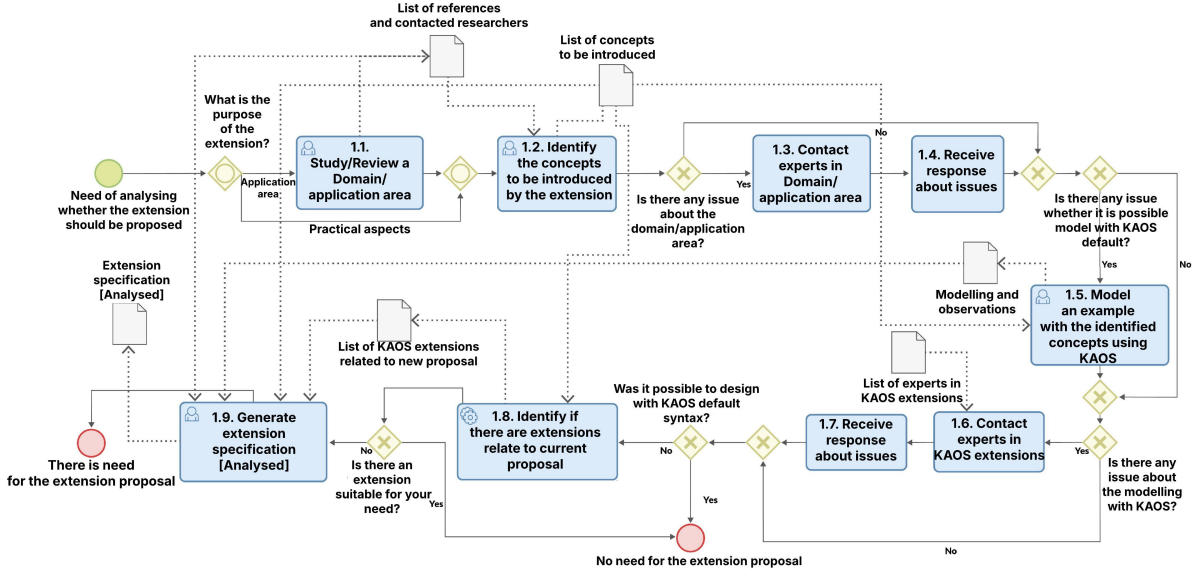 List of references
and contacted researchers
List of concepts
to be introduced
What is the
purpose
of the
extension?
1.1.
Study/Review a
Domain/
application area
1.2. Identify
the concepts
to be introduced
by the extension
No
1.3. Contact
experts in
Domain/
application area
1.4. Receive
response
about issues
Application
area
Yes
Need of analysing
whether the extension
should be proposed
Practical aspects
Is there any issue
about the
domain/application
area?
Is there any issue
whether it is possible
model with KAOS
default?
Yes
No
Extension
specification
[Analysed]
Modelling and
observations
1.5. Model
an example
with the identified
concepts using
KAOS
List of KAOS extensions
related to new proposal
List of experts in
KAOS extensions
Was it possible to design
with KAOS default
syntax?
1.9. Generate
extension
specification
[Analysed]
1.8. Identify if
there are extensions
relate to current
proposal
1.7. Receive
response
about issues
1.6. Contact
experts in
KAOS extensions
No
No
Yes
There is need
for the extension proposal
Is there an
extension
suitable for your
need?
Yes
Yes
Is there any
issue about
the modelling
with KAOS?
No
No need for the extension proposal